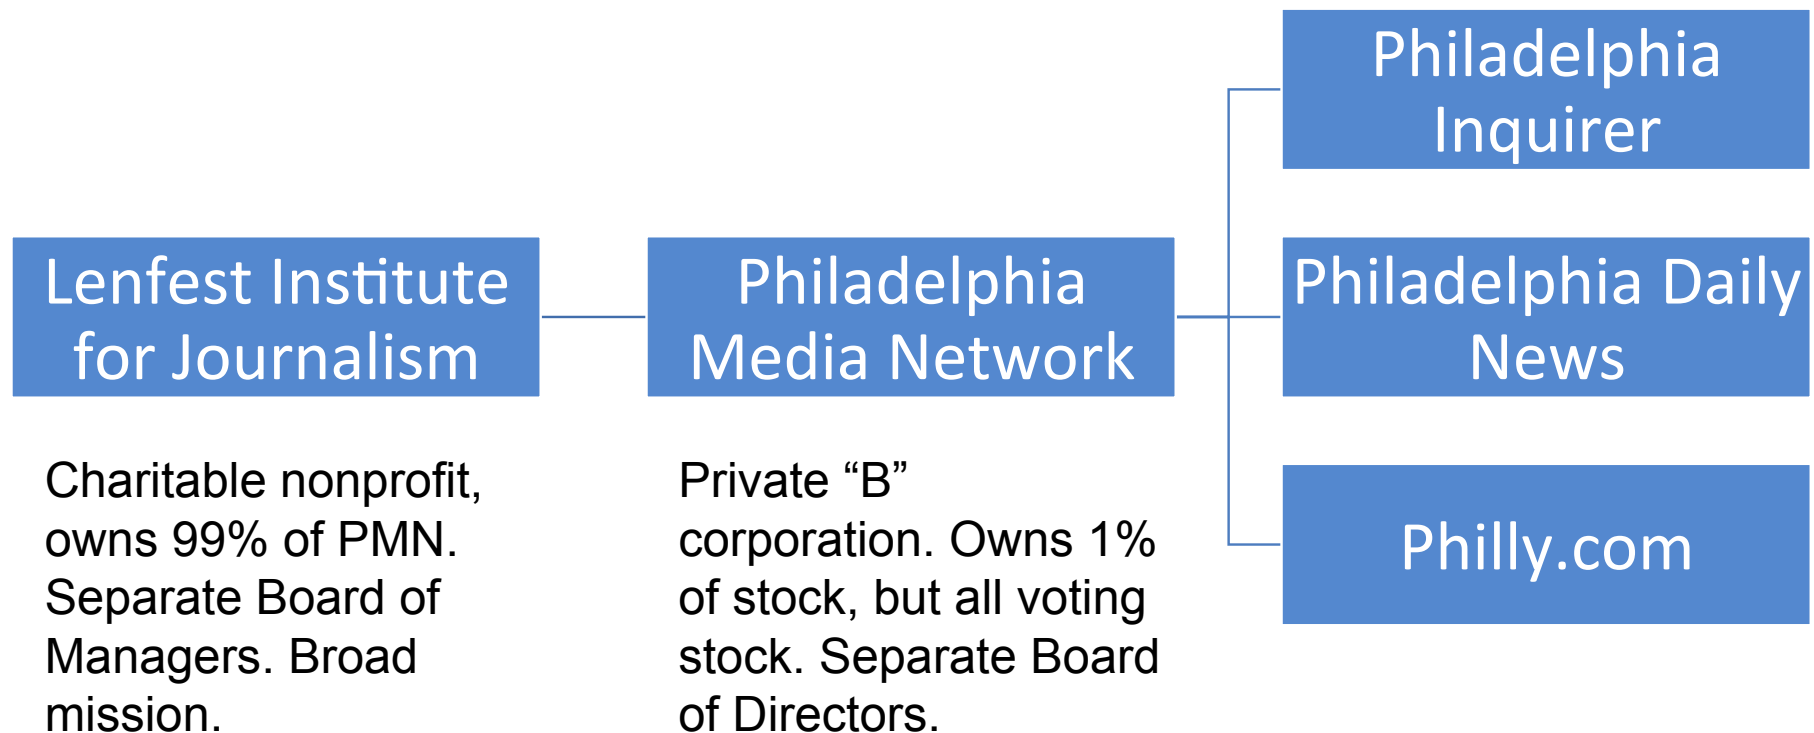 Philadelphia
Inquirer
Lenfest Institute
for Journalism
Philadelphia
Media Network
Philadelphia Daily
News
Charitable nonprofit,
owns 99% of PMN.
Separate Board of
Managers. Broad
mission.
Private “B”
corporation. Owns 1%
of stock, but all voting
stock. Separate Board
of Directors.
Philly.com